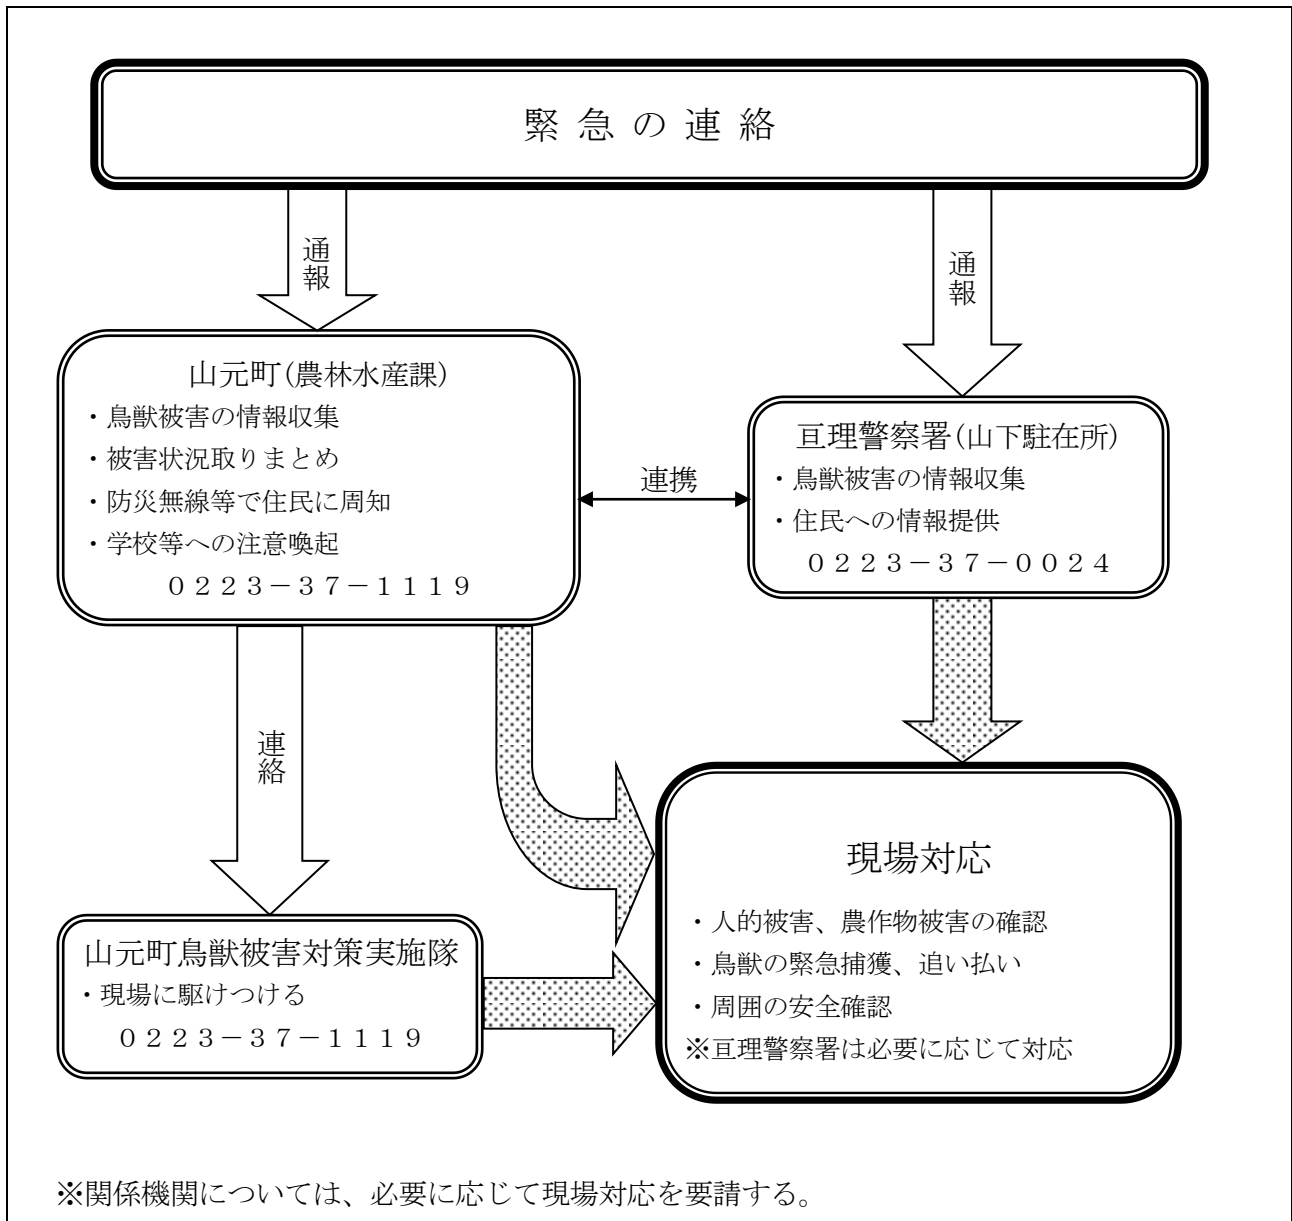 緊急の連絡
通報
通報
山元町(農林水産課)
・鳥獣被害の情報収集
・被害状況取りまとめ
・防災無線等で住民に周知
・学校等への注意喚起
０２２３－３７－１１１９
連携
亘理警察署(山下駐在所)
・鳥獣被害の情報収集
・住民への情報提供
０２２３－３７－００２４
連絡
山元町鳥獣被害対策実施隊
・現場に駆けつける
０２２３－３７－１１１９
現場対応
・人的被害、農作物被害の確認
・鳥獣の緊急捕獲、追い払い
・周囲の安全確認
※亘理警察署は必要に応じて対応
※関係機関については、必要に応じて現場対応を要請する。